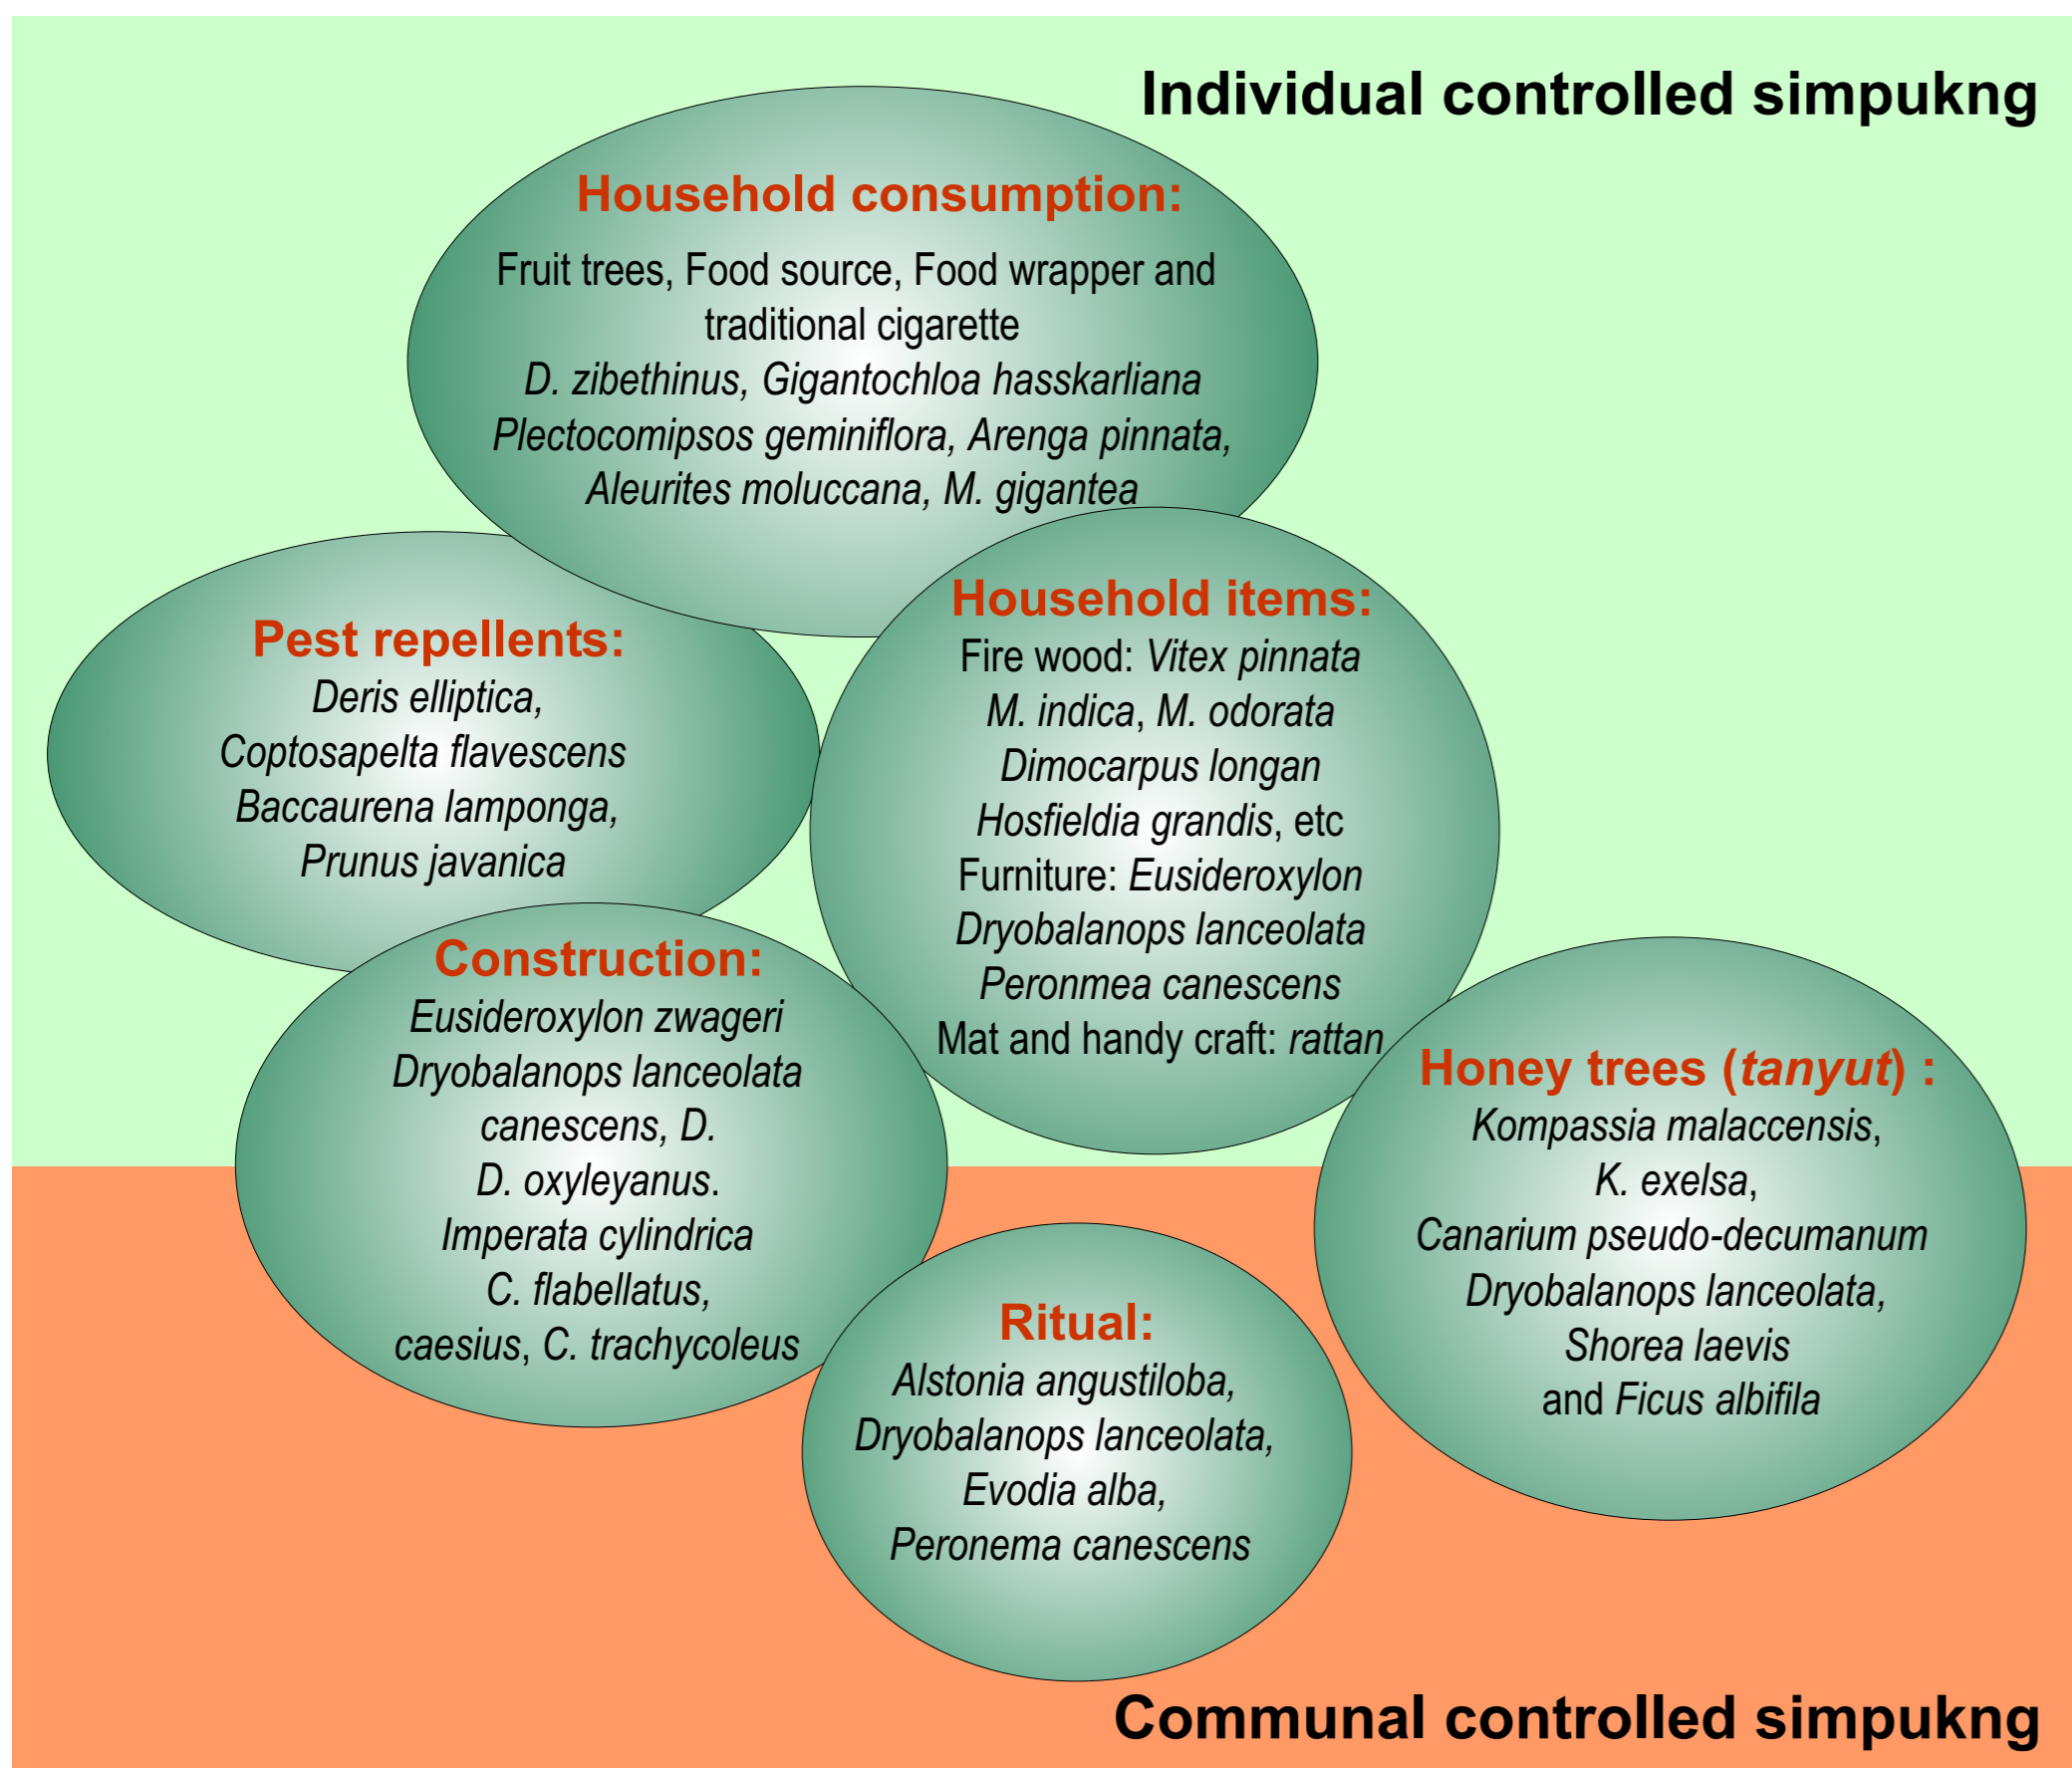 Individual controlled simpukng
Household consumption:
Fruit trees, Food source, Food wrapper and
traditional cigarette
D. zibethinus, Gigantochloa hasskarliana
Plectocomipsos geminiflora, Arenga pinnata,
Aleurites moluccana, M. gigantea
Pest repellents:
Deris elliptica,
Coptosapelta flavescens
Baccaurena lamponga,
Prunus javanica
Household items:
Fire wood: Vitex pinnata
M. indica, M. odorata
Dimocarpus longan
Hosfieldia grandis, etc
Furniture: Eusideroxylon
Dryobalanops lanceolata
Peronmea canescens
Mat and handy craft: rattan
Construction:
Eusideroxylon zwageri
Dryobalanops lanceolata
canescens, D.
D. oxyleyanus.
Imperata cylindrica
C. flabellatus,
caesius, C. trachycoleus
Honey trees (tanyut) :
Kompassia malaccensis,
K. exelsa,
Canarium pseudo-decumanum
Dryobalanops lanceolata,
Shorea laevis
and Ficus albifila
Ritual:
Alstonia angustiloba,
Dryobalanops lanceolata,
Evodia alba,
Peronema canescens
Communal controlled simpukng